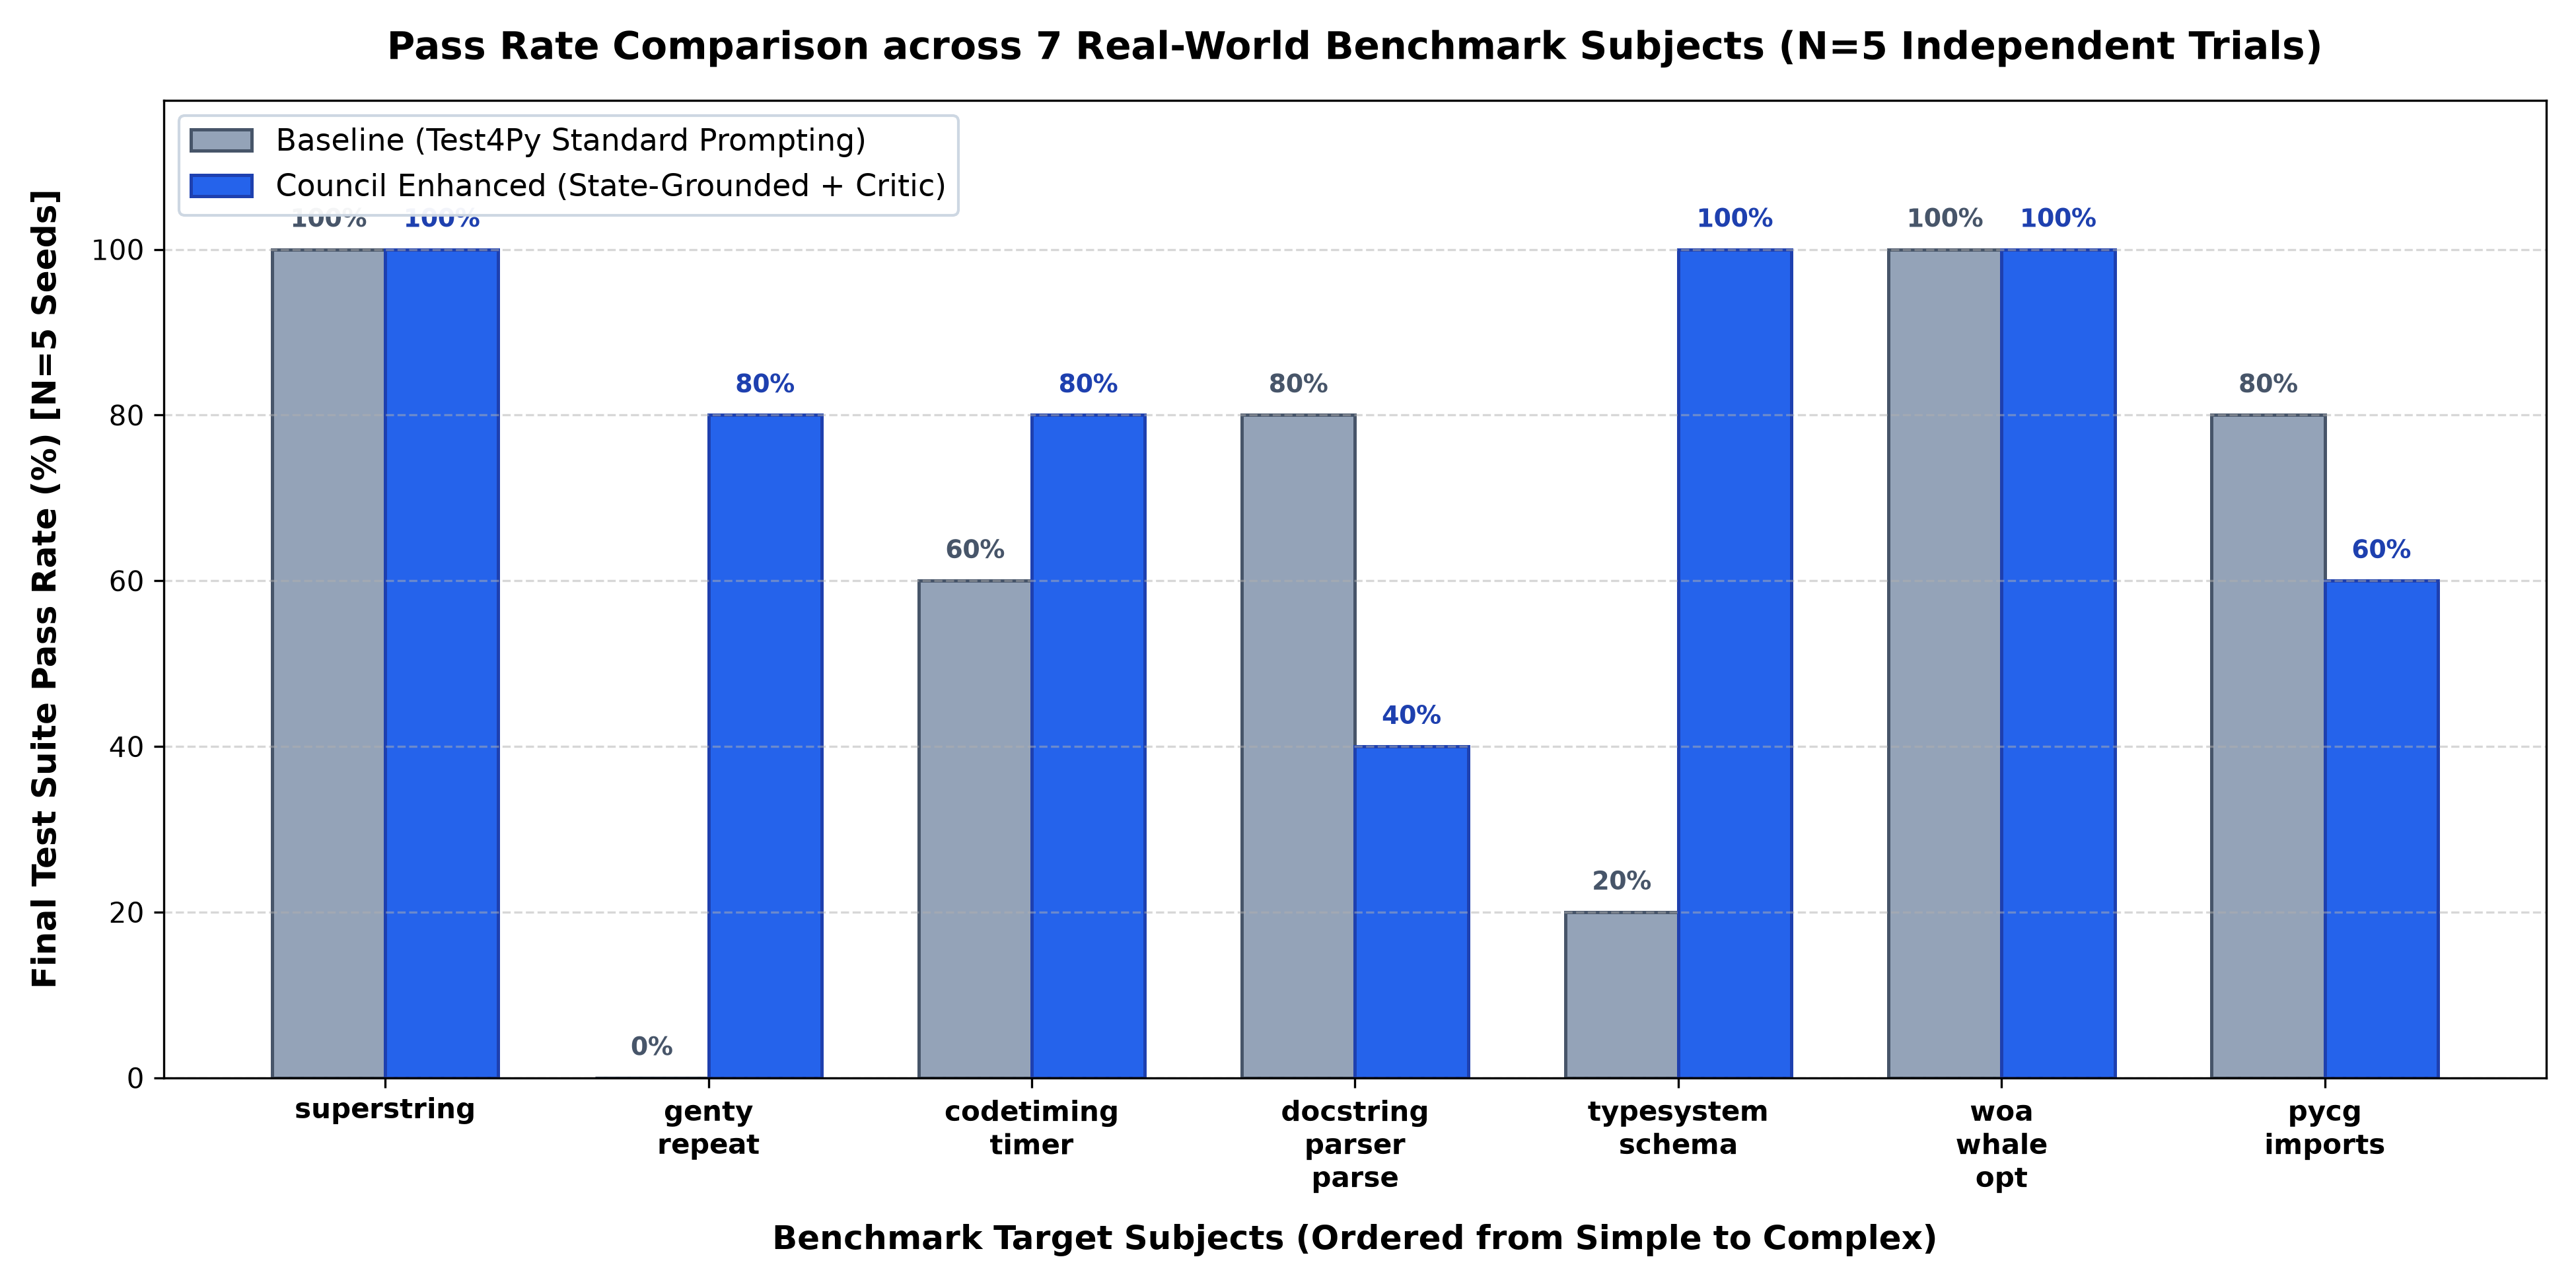 Pass Rate Comparison across 7 Real-World Benchmark Subjects (N=5 Independent Trials)
Baseline (Test4Py Standard Prompting)
Council Enhanced (State-Grounded + Critic)
Final Test Suite Pass Rate (%) [N=5 Seeds]
100
80
60
40
20
0
100%
100%
0%
80%
60%
80%
80%
40%
20%
100%
100%
100%
80%
60%
superstring
genty
repeat
codetiming
timer
docstring
parser
parse
typesystem
schema
woa
whale
opt
pycg
imports
Benchmark Target Subjects (Ordered from Simple to Complex)